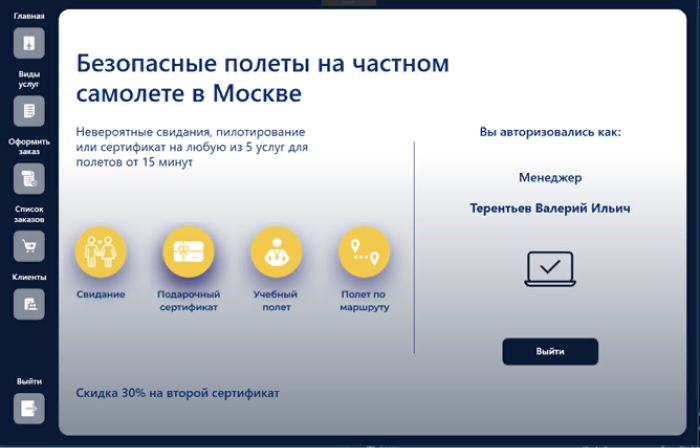 Главная
Виды
услуг
Оформить
заказ
Список
заказов
Клиенты
Выйти
Безопасные полеты на частном
самолете в Москве
Невероятные свидания, пилотирование
или сертификат на любую из 5 услуг для
полетов от 15 минут
Свидание
Подарочный
сертификат
Учебный
полет
Полет по
маршруту
Скидка 30% на второй сертификат
Вы авторизовались как:
Менеджер
Терентьев Валерий Ильич
Выйти